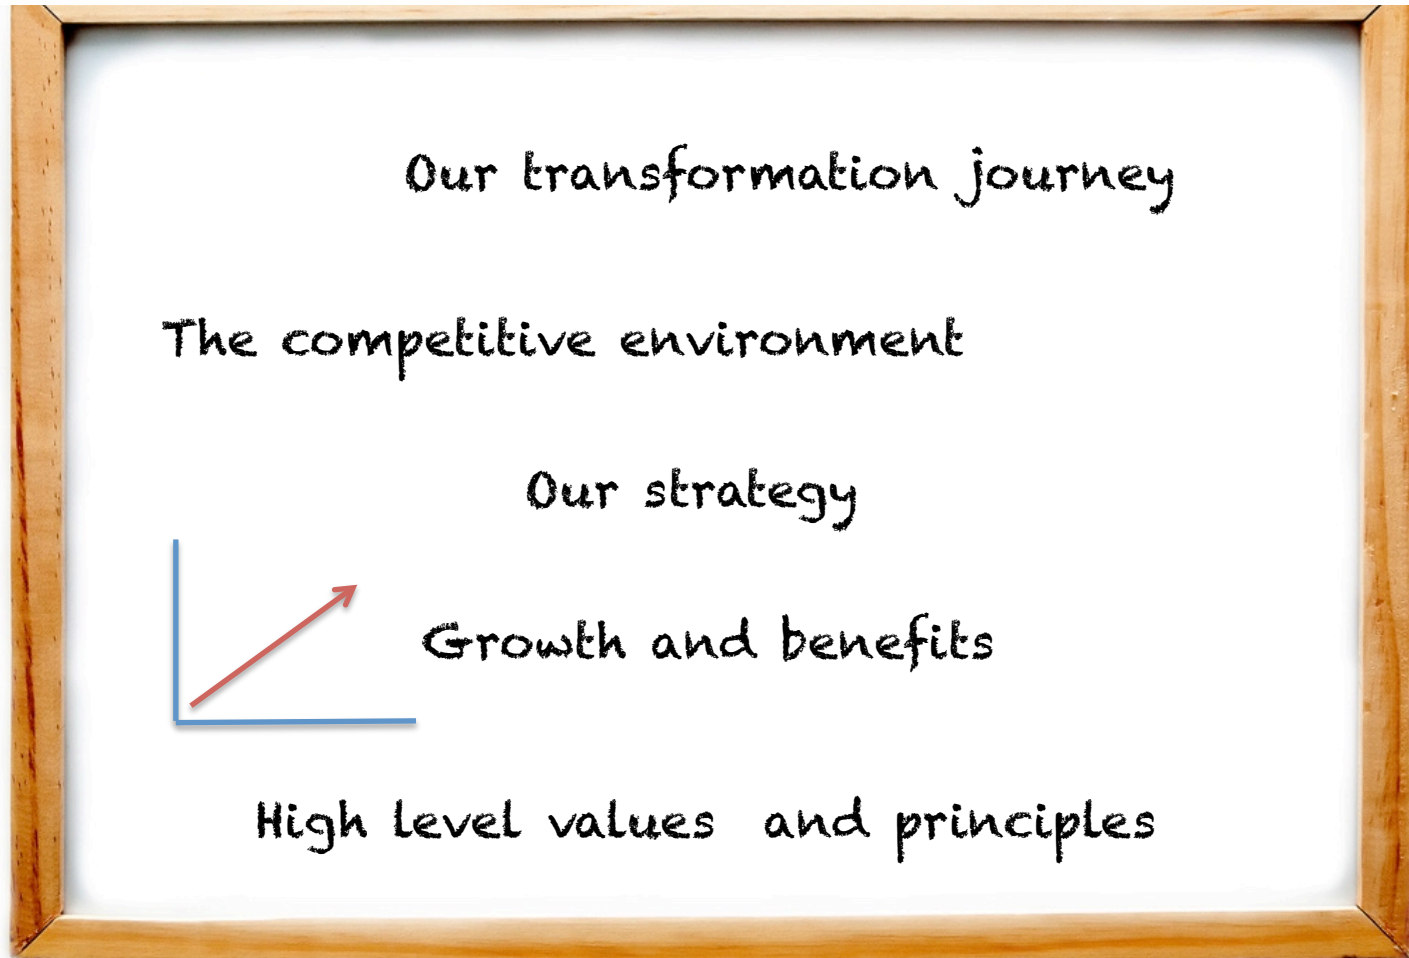 Our transformation journey
The competitive environment
Our strategy
Growth and benefits
High level values and principles